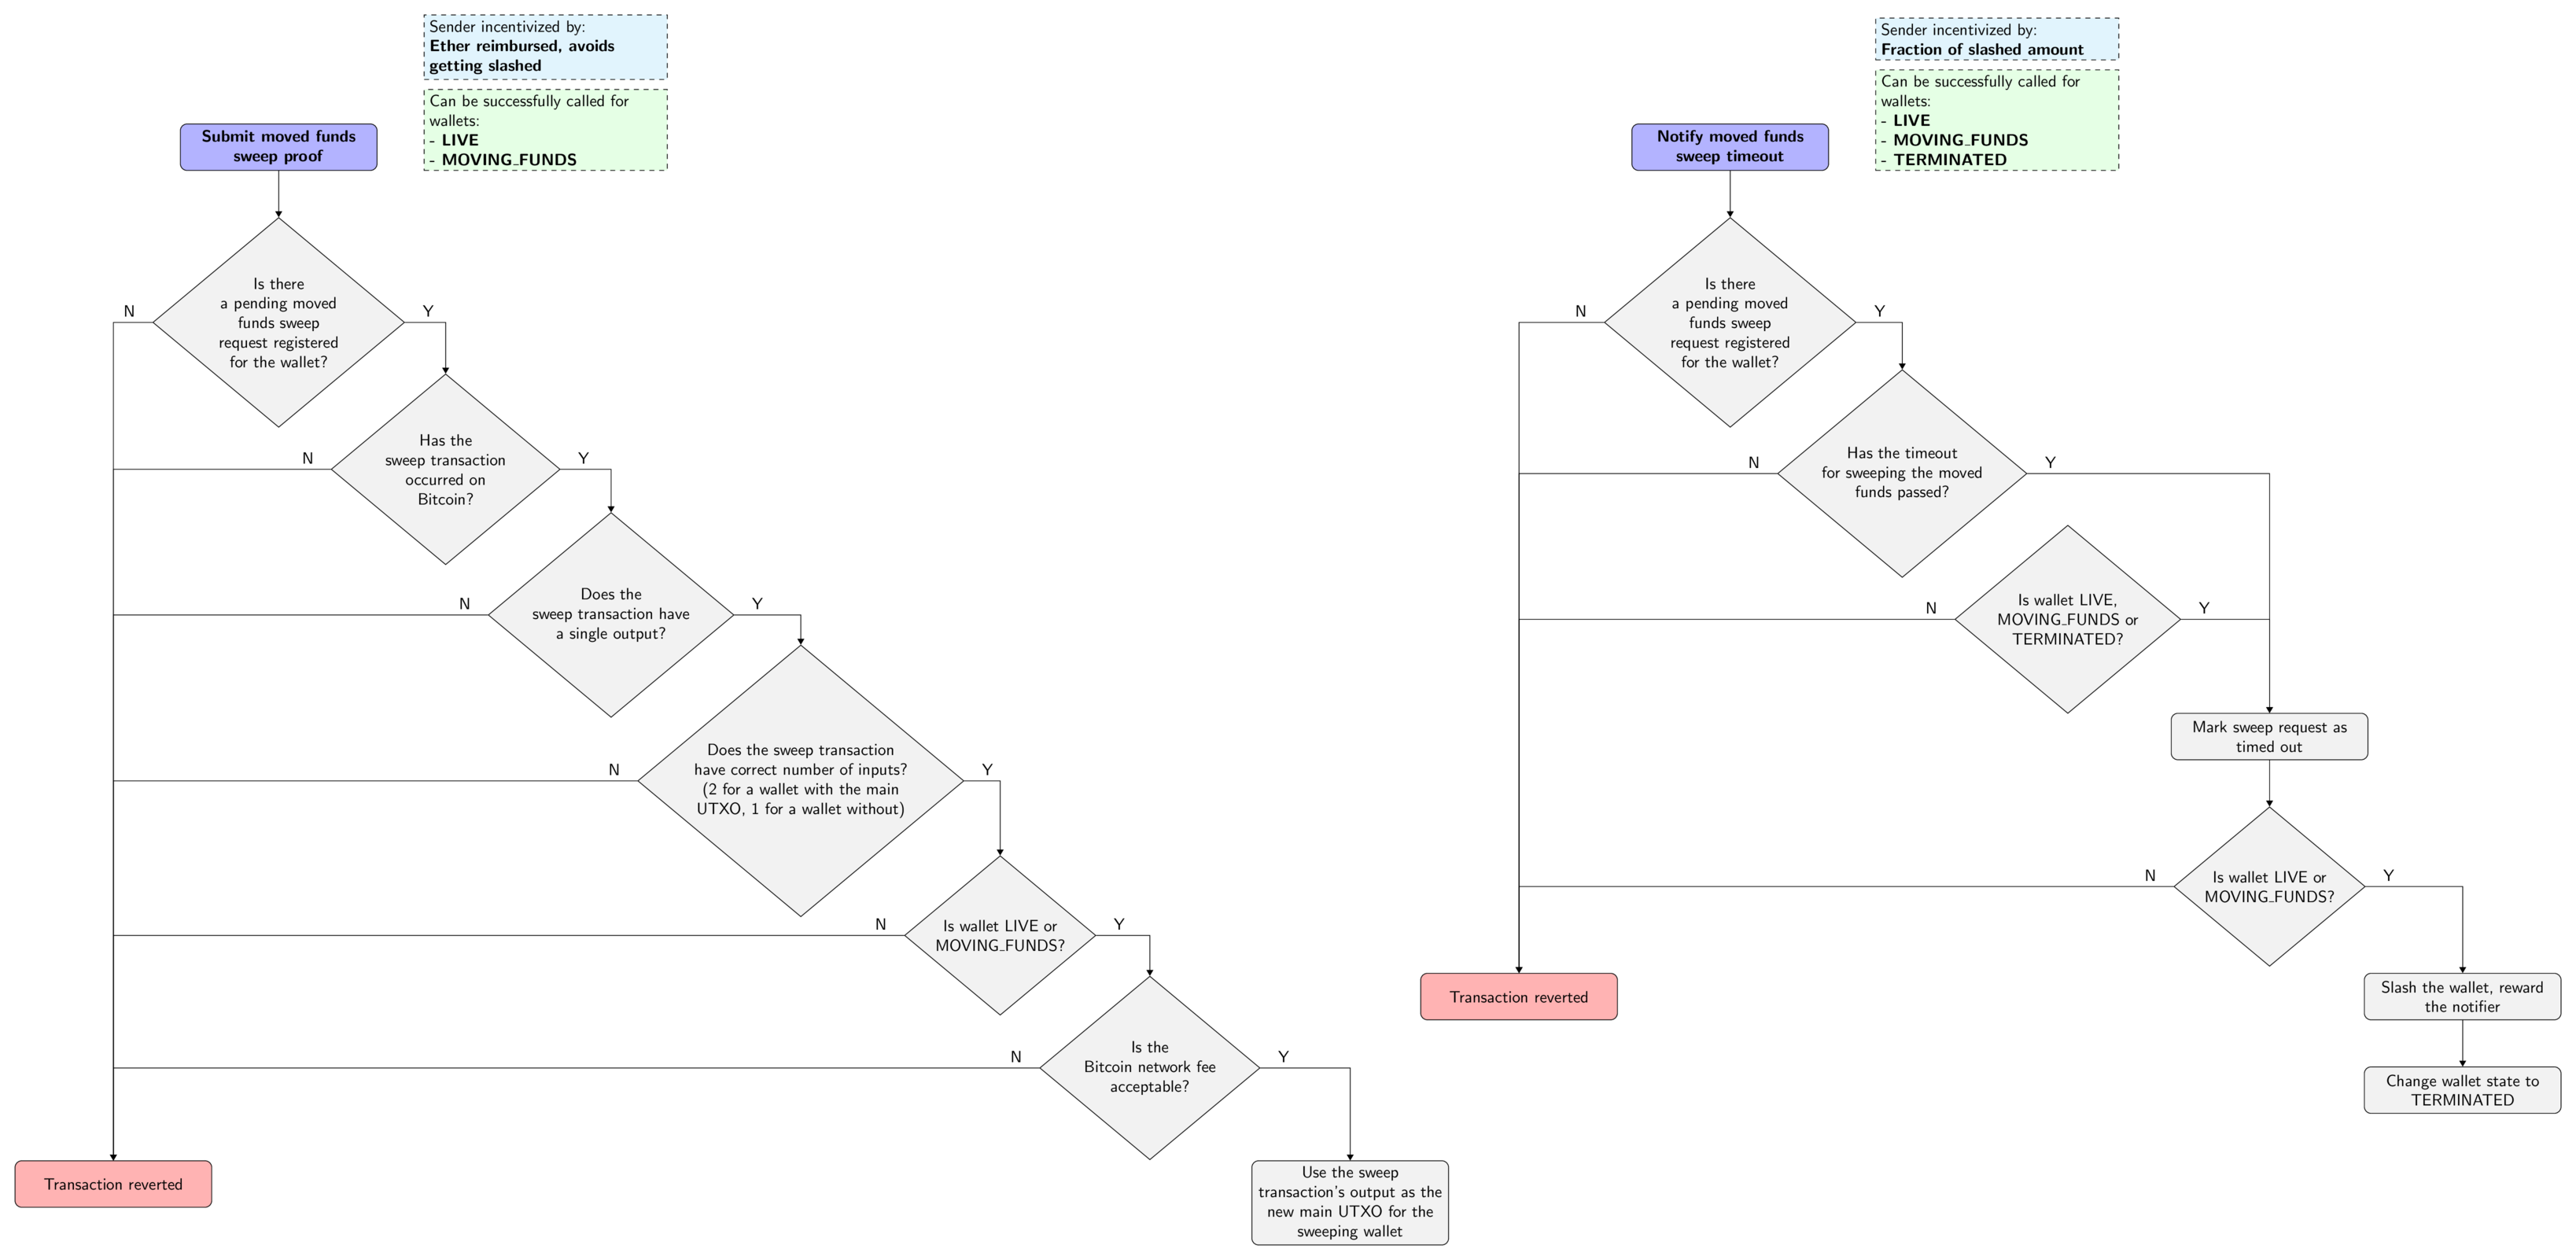 Sender incentivized by:
Ether reimbursed, avoids
getting slashed
Can be successfully called for
wallets:
- LIVE
- MOVING_FUNDS
Submit moved funds
sweep proof
Is there
a pending moved
funds sweep
request registered
for the wallet?
N
Y
Has the
sweep transaction
occurred on
Bitcoin?
N
Y
Does the
sweep transaction have
a single output?
N
Y
Does the sweep transaction
have correct number of inputs?
(2 for a wallet with the main
UTXO, 1 for a wallet without)
N
Y
Is wallet LIVE or
MOVING_FUNDS?
N
Y
Is the
Bitcoin network fee
acceptable?
N
Y
Transaction reverted
Use the sweep
transaction's output as the
new main UTXO for the
sweeping wallet
Sender incentivized by:
Fraction of slashed amount
Can be successfully called for
wallets:
- LIVE
- MOVING_FUNDS
- TERMINATED
Notify moved funds
sweep timeout
Is there
a pending moved
funds sweep
request registered
for the wallet?
N
Y
Has the timeout
for sweeping the moved
funds passed?
N
Y
Is wallet LIVE,
MOVING_FUNDS or
TERMINATED?
N
Y
Mark sweep request as
timed out
Is wallet LIVE or
MOVING_FUNDS?
N
Y
Transaction reverted
Slash the wallet, reward
the notifier
Change wallet state to
TERMINATED